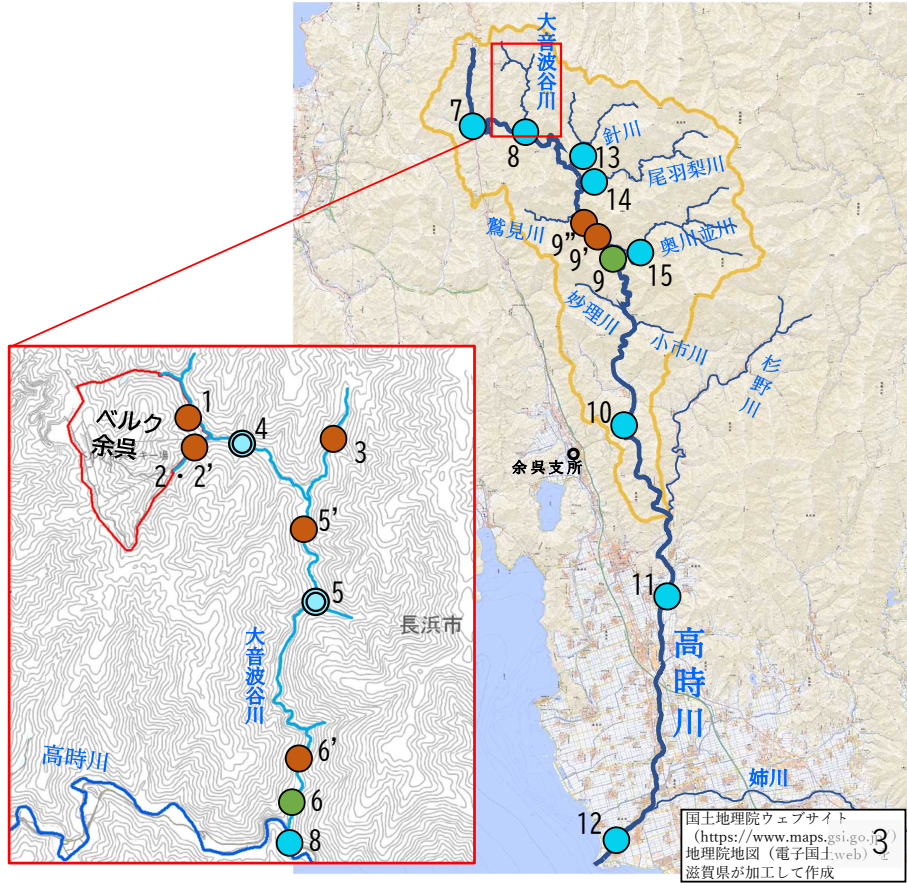 大音波谷川
7
8
針川
13
尾羽梨川
14
鷲見川
9"
9'
9
奥川並川
15
妙理川
小市川
杉野川
10
余呉支所
11
高時川
姉川
12
ベルク
余呉
1
2・2'
4
3
5'
5
長浜市
大音波谷川
高時川
6'
6
8
国土地理院ウェブサイト
(https://www.maps.gsi.go.jp/)
地理院地図(電子国土web)を
滋賀県が加工して作成
3